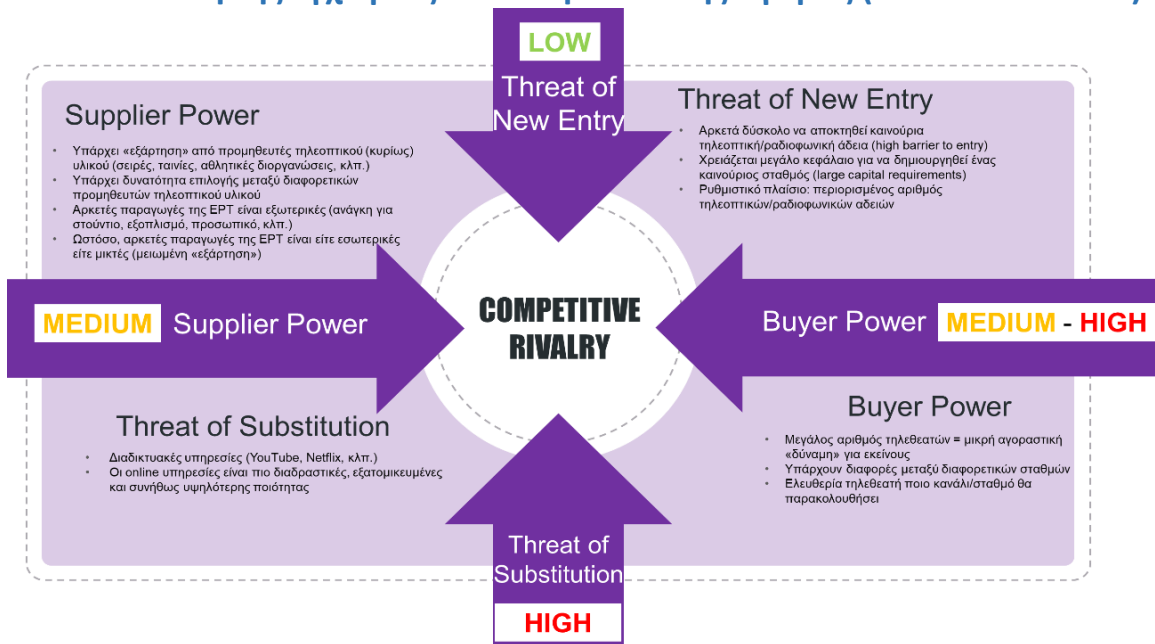 LOW
Threat of
New Entry
Supplier Power
• Υπάρχει «εξάρτηση» από προμηθευτές τηλεοπτικού (κυρίως)
υλικού (σειρές, ταινίες, αθλητικές διοργανώσεις, κλπ.)
• Υπάρχει δυνατότητα επιλογής μεταξύ διαφορετικών
προμηθευτών τηλεοπτικού υλικού
• Αρκετές παραγωγές της ΕΡΤ είναι εξωτερικές (ανάγκη για
στούντιο, εξοπλισμό, προσωπικό, κλπ.)
• Ωστόσο, αρκετές παραγωγές της ΕΡΤ είναι είτε εσωτερικές
είτε μικτές (μειωμένη «εξάρτηση»)
Threat of New Entry
• Αρκετά δύσκολο να αποκτηθεί καινούρια
τηλεοπτική/ραδιοφωνική άδεια (high barrier to entry)
• Χρειάζεται μεγάλο κεφάλαιο για να δημιουργηθεί ένας
καινούριος σταθμός (large capital requirements)
• Ρυθμιστικό πλαίσιο: περιορισμένος αριθμός
τηλεοπτικών/ραδιοφωνικών αδειών
MEDIUM Supplier Power
COMPETITIVE
RIVALRY
Buyer Power MEDIUM - HIGH
Threat of Substitution
• Διαδικτυακές υπηρεσίες (YouTube, Netflix, κλπ.)
• Οι online υπηρεσίες είναι πιο διαδραστικές, εξατομικευμένες
και συνήθως υψηλότερης ποιότητας
Buyer Power
• Μεγάλος αριθμός τηλεθεατών = μικρή αγοραστική
«δύναμη» για εκείνους
• Υπάρχουν διαφορές μεταξύ διαφορετικών σταθμών
• Ελευθερία τηλεθεατή ποιο κανάλι/σταθμό θα
παρακολουθήσει
Threat of
Substitution
HIGH